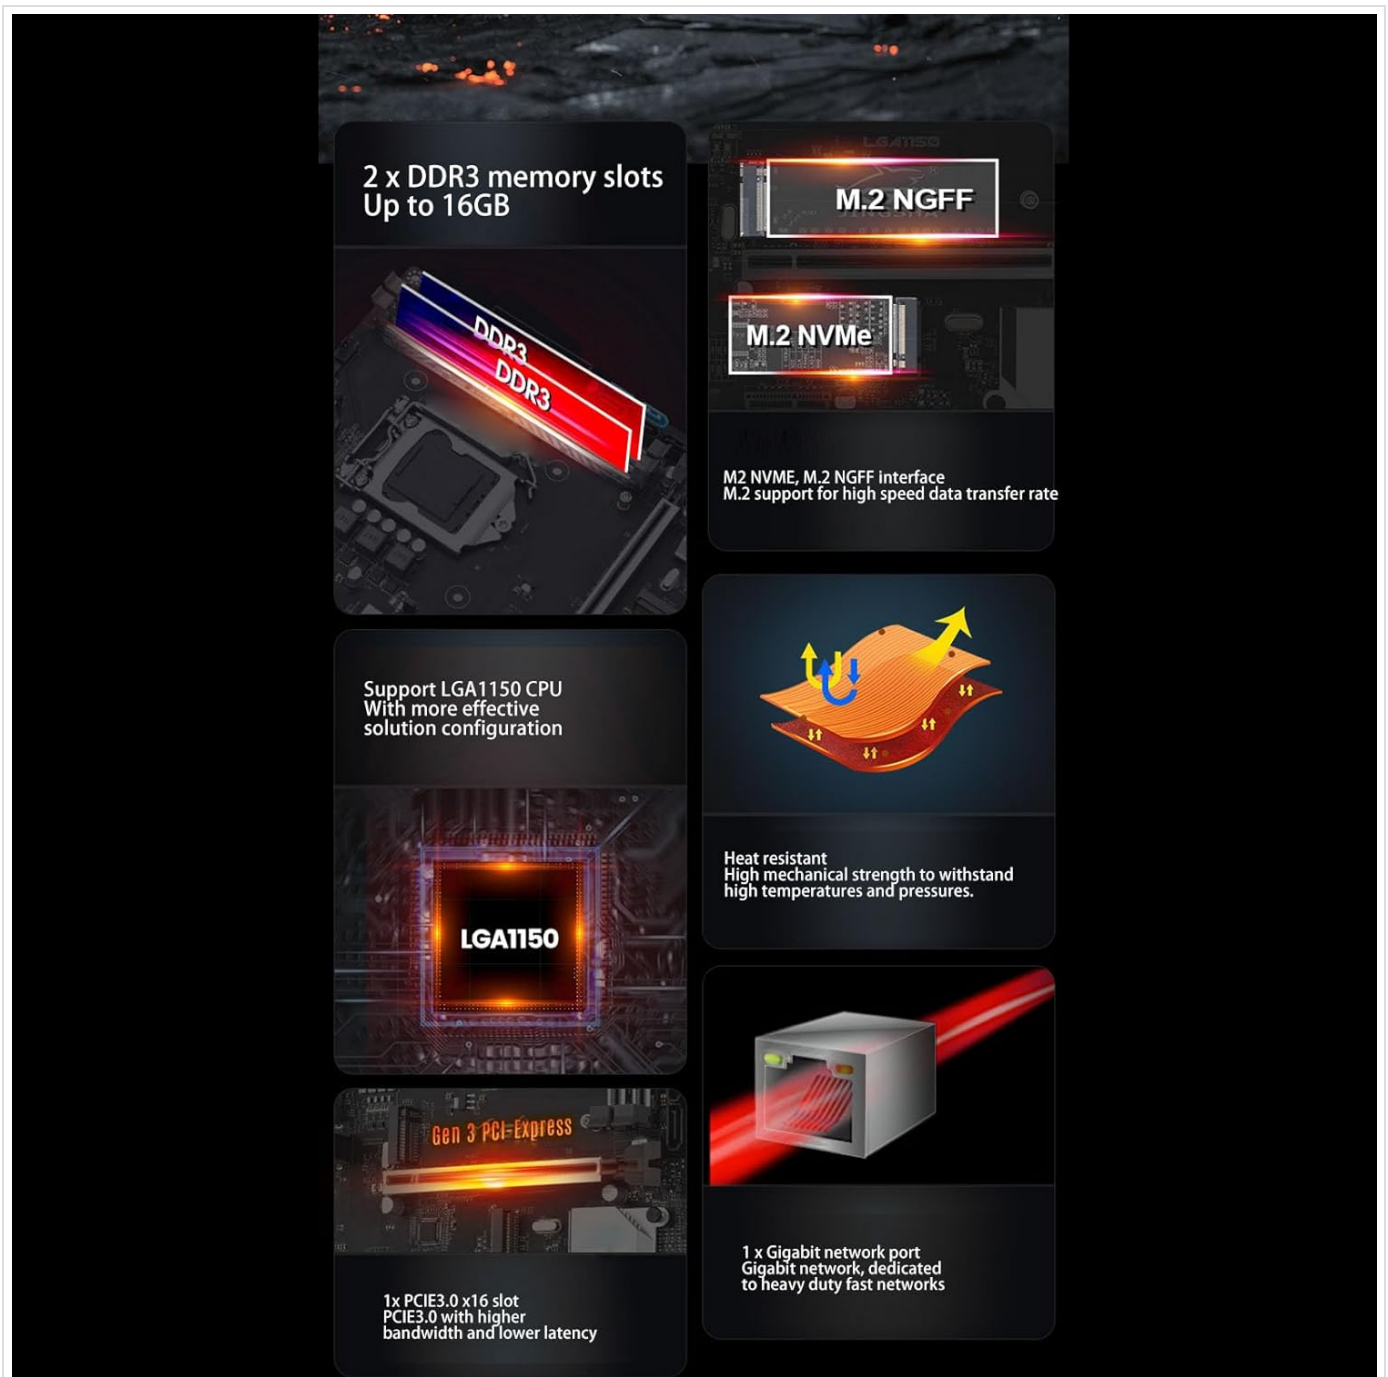 2 x DDR3 memory slots
Up to 16GB
DDR3
DDR3
LGA1150
M.2 NGFF
JINGSHA
M.2 NVMe
M2 NVME, M.2 NGFF interface
M.2 support for high speed data transfer rate
Support LGA1150 CPU
With more effective
solution configuration
LGA1150
Heat resistant
High mechanical strength to withstand
high temperatures and pressures.
Gen 3 PCI-Express
1x PCIE3.0 x16 slot
PCIE3.0 with higher
bandwidth and lower latency
1 x Gigabit network port
Gigabit network, dedicated
to heavy duty fast networks